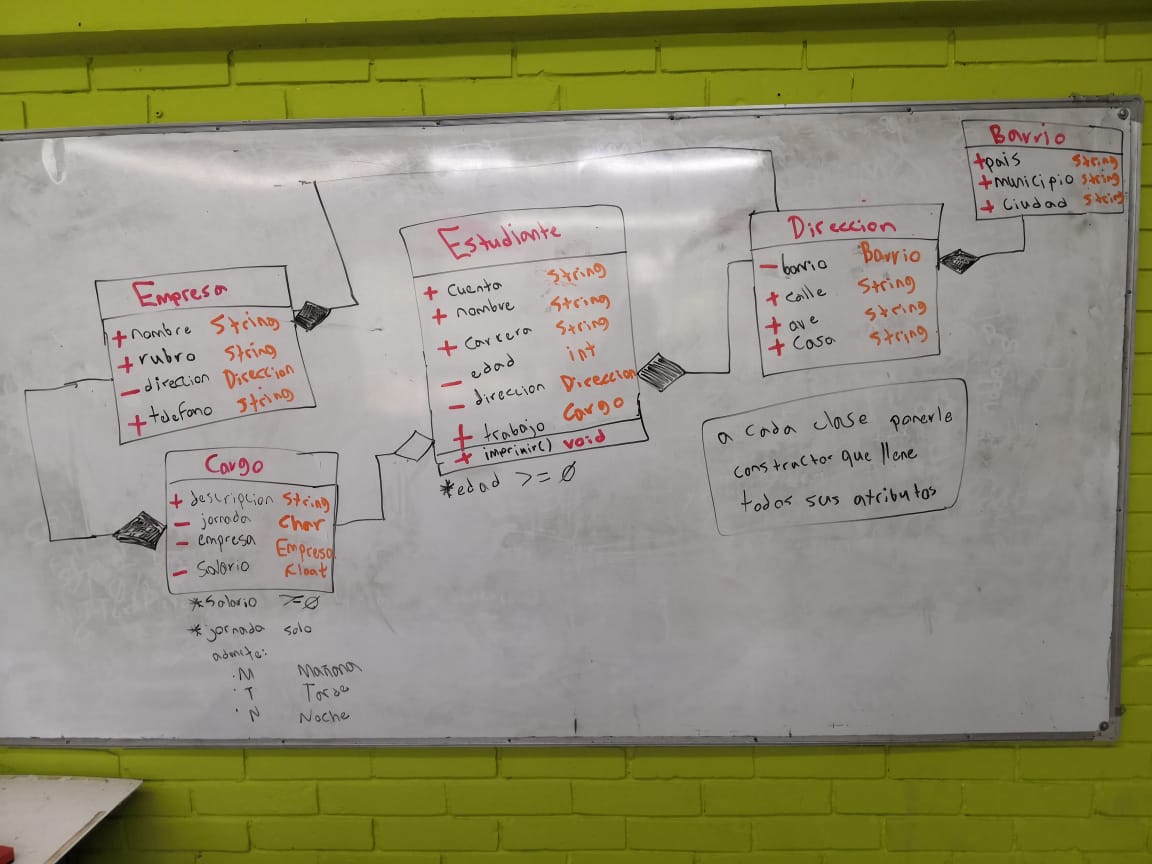 Barrio
+ pais String
+ municipio String
+ ciudad String
Direccion
- barrio Barrio
+ calle String
+ ave String
+ Casa String
Estudiante
+ Cuenta String
+ nombre String
+ Carrera String
- edad int
- direccion Direccion
+ trabajo Cargo
+ imprimir() void
*edad >= 0
Empresa
+ nombre String
+ rubro String
- direccion Direccion
+ telefono String
Cargo
+ descripcion String
- jornada Char
- empresa Empresa
- Salario Float
*Salario >=0
*jornada solo
admite:
. M Mañana
. T Tarde
. N Noche
a cada clase ponerle
constructor que llene
todos sus atributos